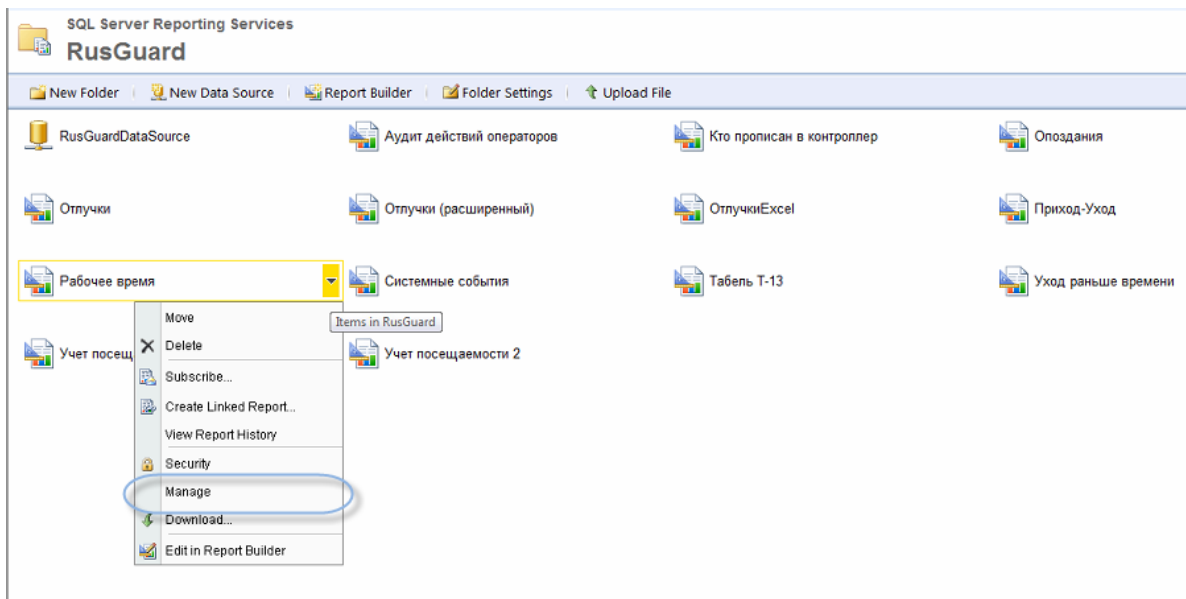 SQL Server Reporting Services
RusGuard
New Folder
New Data Source
Report Builder
Folder Settings
Upload File
RusGuardDataSource
Аудит действий операторов
Кто прописан в контроллер
Опоздания
Отлучки
Отлучки (расширенный)
ОтлучкиExcel
Приход-Уход
Рабочее время
Системные события
Табель Т-13
Уход раньше времени
Move
Items in RusGuard
Учет посещ
Delete
Учет посещаемости 2
Subscribe...
Create Linked Report...
View Report History
Security
Manage
Download...
Edit in Report Builder